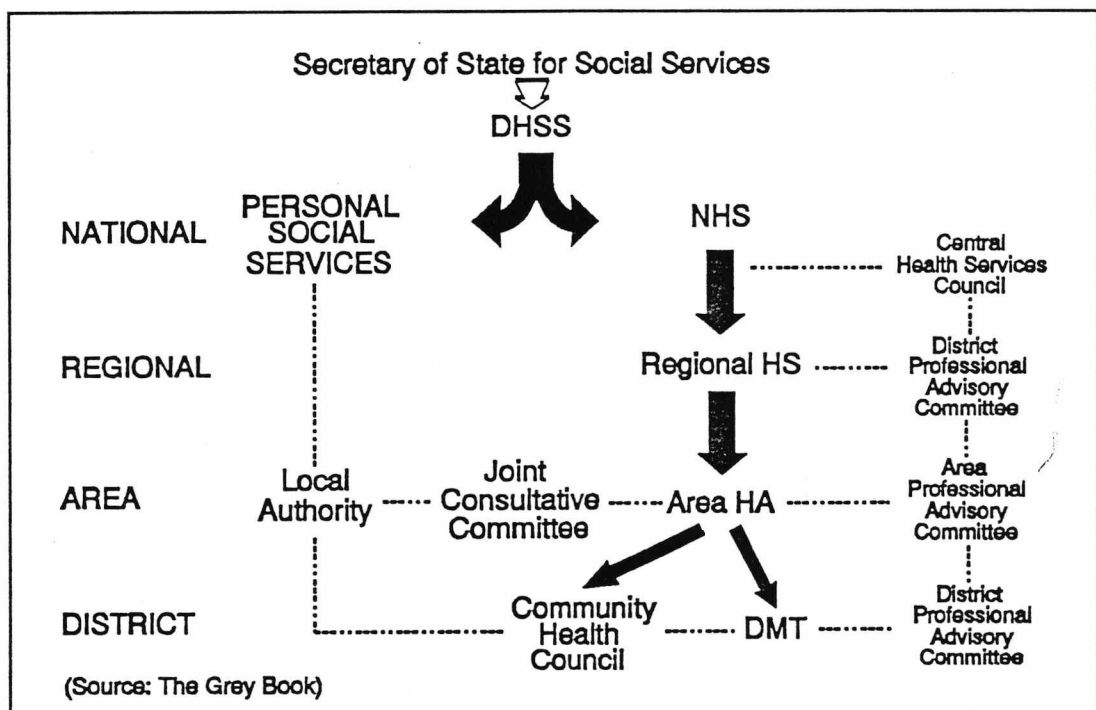 Secretary of State for Social Services
DHSS
NATIONAL
PERSONAL
SOCIAL
SERVICES
NHS
Central
Health Services
Council
REGIONAL
Regional HS
District
Professional
Advisory
Committee
AREA
Local
Authority
Joint
Consultative
Committee
Area HA
Area
Professional
Advisory
Committee
DISTRICT
Community
Health
Council
DMT
District
Professional
Advisory
Committee
(Source: The Grey Book)